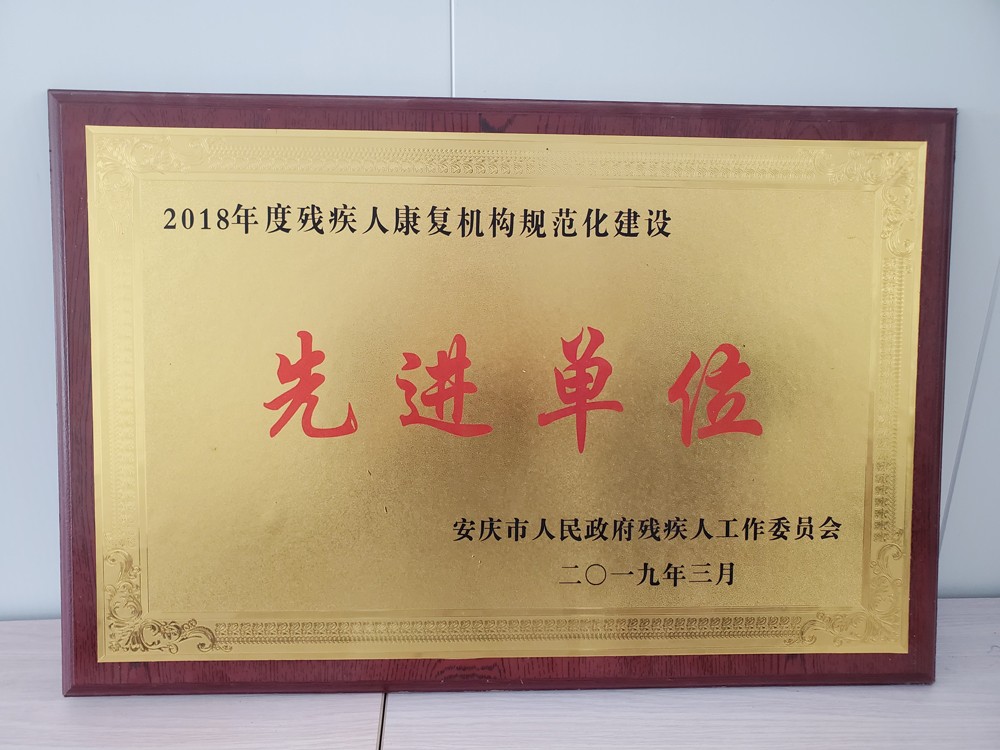 2018年度残疾人康复机构规范化建设
先进单位
安庆市人民政府残疾人工作委员会
二〇一九年三月